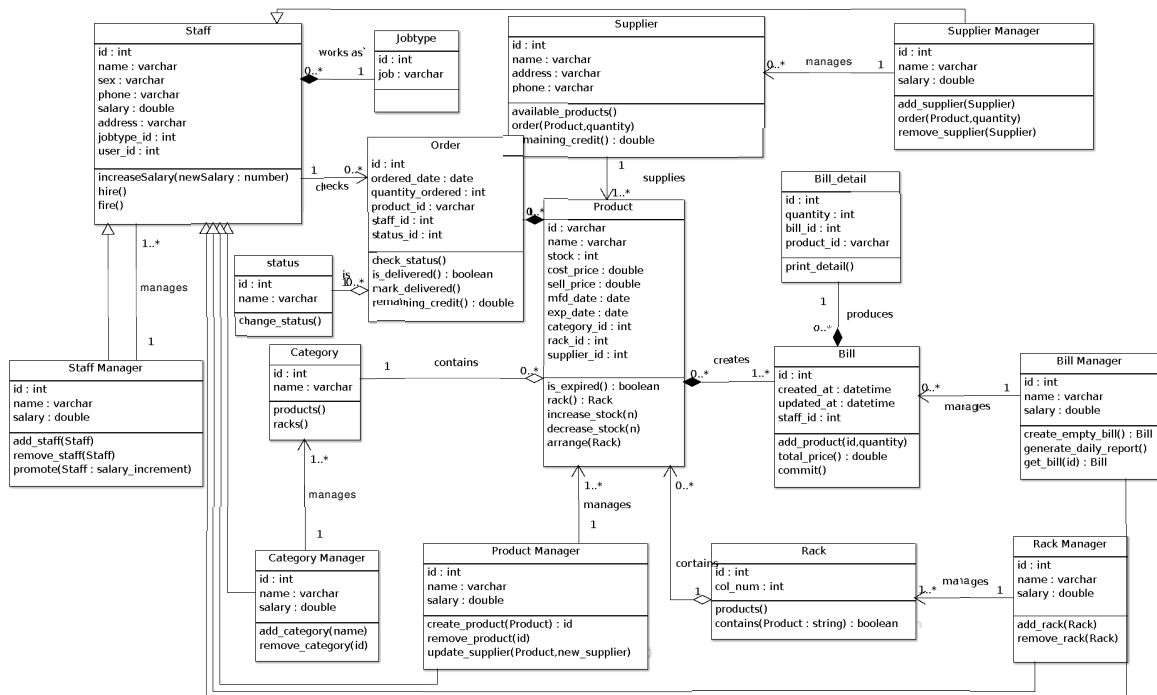 Staff
id : int
name : varchar
sex : varchar
phone : varchar
salary : double
address : varchar
jobtype_id : int
user_id : int
increaseSalary(newSalary : number)
hire()
fire()
works as`
0..*
1
Jobtype
id : int
job : varchar
Supplier
id : int
name : varchar
address : varchar
phone : varchar
available_products()
order(Product,quantity)
maining_credit() : double
0..*
manages
1
Supplier Manager
id : int
name : varchar
salary : double
add_supplier(Supplier)
order(Product,quantity)
remove_supplier(Supplier)
1
0..*
checks
Order
id : int
ordered_date : date
quantity_ordered : int
product_id : varchar
staff_id : int
status_id : int
check_status()
is_delivered() : boolean
mark_delivered()
remaining_credit() : double
1
supplies
1..*
Product
id : varchar
name : varchar
stock : int
cost_price : double
sell_price : double
mfd_date : date
exp_date : date
category_id : int
rack_id : int
supplier_id : int
is_expired() : boolean
rack() : Rack
increase_stock(n)
decrease_stock(n)
arrange(Rack)
Bill_detail
id : int
quantity : int
bill_id : int
product_id : varchar
print_detail()
1
produces
0..*
status
id : int
name : varchar
change_status()
is
0..*
1..*
manages
1
Staff Manager
id : int
name : varchar
salary : double
add_staff(Staff)
remove_staff(Staff)
promote(Staff : salary_increment)
Category
id : int
name : varchar
products()
racks()
1
contains
0..*
creates
1..*
Bill
id : int
created_at : datetime
updated_at : datetime
staff_id : int
add_product(id,quantity)
total_price() : double
commit()
0..*
1
manages
Bill Manager
id : int
name : varchar
salary : double
create_empty_bill() : Bill
generate_daily_report()
get_bill(id) : Bill
1..*
manages
1
Category Manager
id : int
name : varchar
salary : double
add_category(name)
remove_category(id)
1..*
manages
1
Product Manager
id : int
name : varchar
salary : double
create_product(Product) : id
remove_product(id)
update_supplier(Product,new_supplier)
0..*
contains
1
Rack
id : int
col_num : int
products()
contains(Product : string) : boolean
1..*
manages
1
Rack Manager
id : int
name : varchar
salary : double
add_rack(Rack)
remove_rack(Rack)